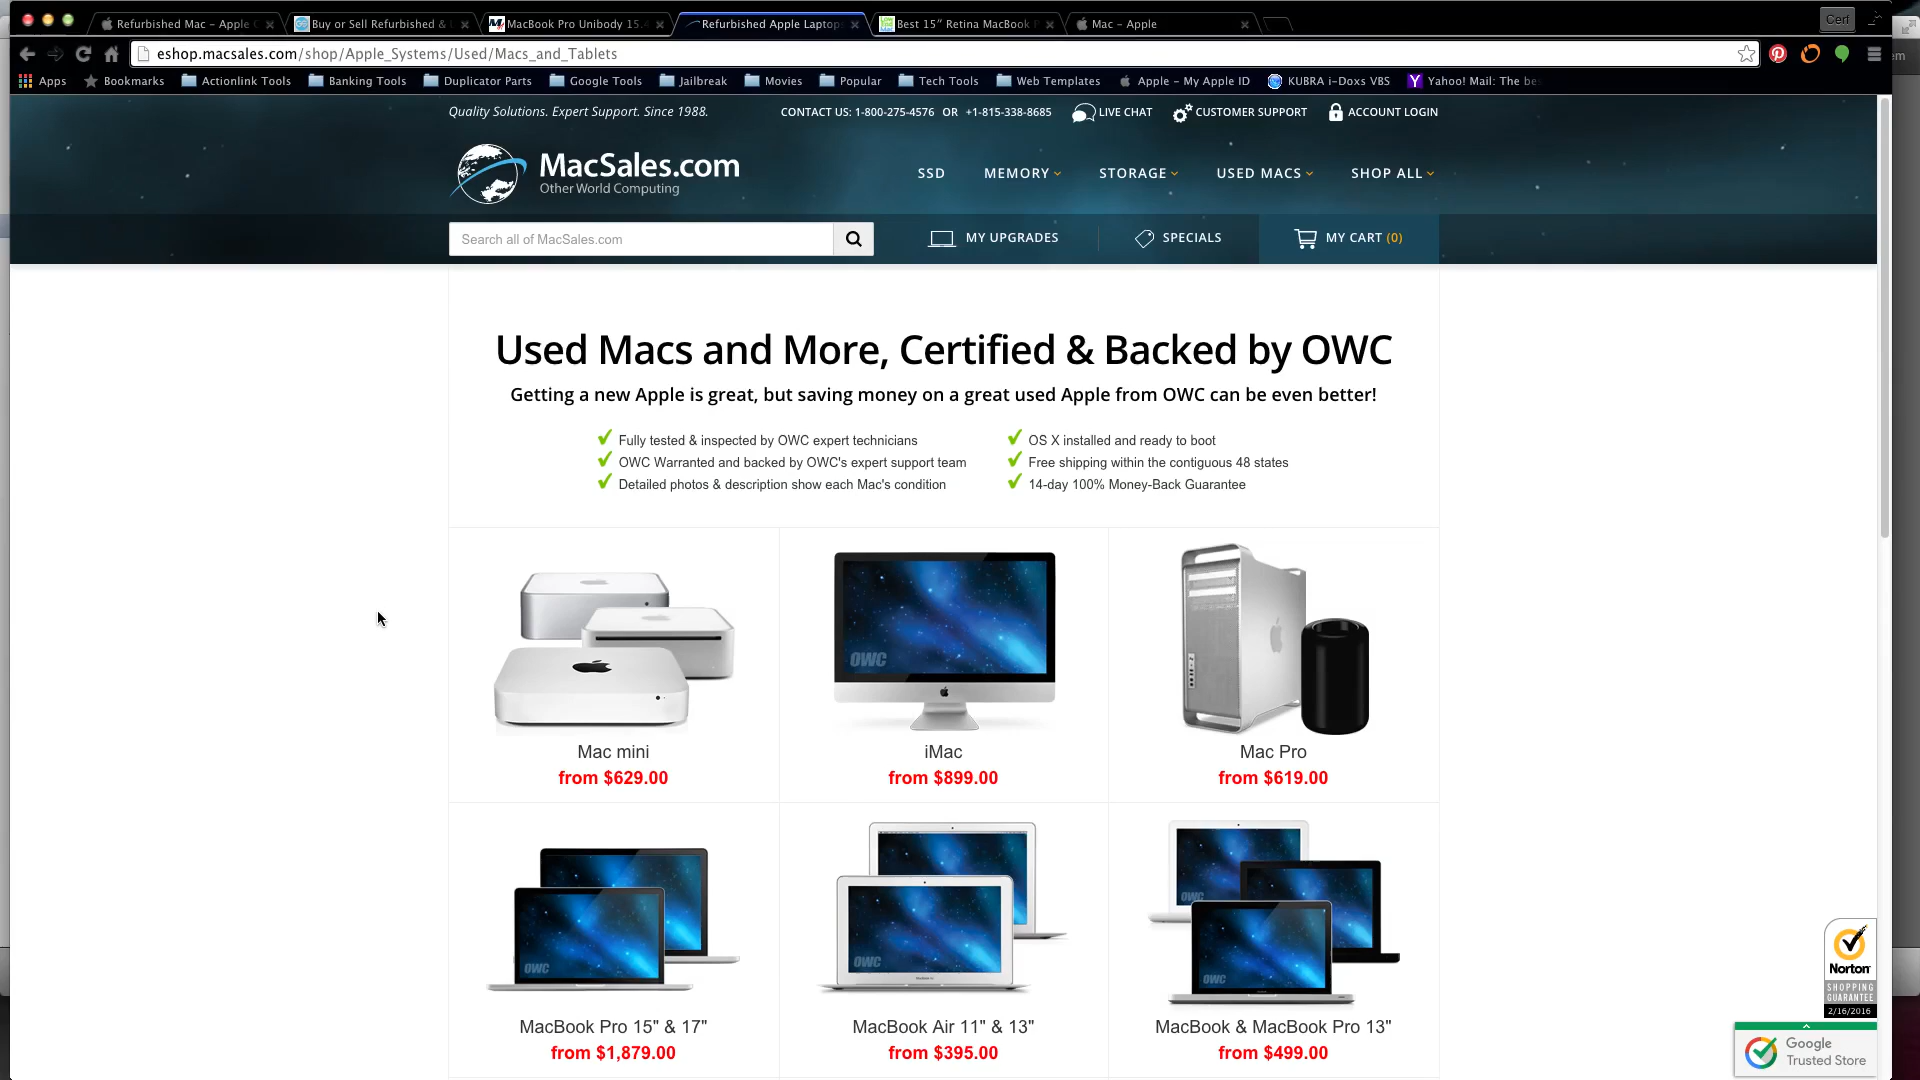 Refurbished Mac - Apple
Buy or Sell Refurbished &
MacBook Pro Unibody 15.
Refurbished Apple Laptop
Best 15" Retina MacBook
Mac - Apple
Cerf
eshop.macsales.com/shop/Apple_Systems/Used/Macs_and_Tablets
Apps
Bookmarks
Actionlink Tools
Banking Tools
Duplicator Parts
Google Tools
Jailbreak
Movies
Popular
Tech Tools
Web Templates
Apple - My Apple ID
KUBRA i-Doxs VBS
Yahoo! Mail: The be
Quality Solutions. Expert Support. Since 1988.
CONTACT US: 1-800-275-4576 OR +1-815-338-8685
LIVE CHAT
CUSTOMER SUPPORT
ACCOUNT LOGIN
MacSales.com
Other World Computing
SSD
MEMORY
STORAGE
USED MACS
SHOP ALL
Search all of MacSales.com
MY UPGRADES
SPECIALS
MY CART (0)
Used Macs and More, Certified & Backed by OWC
Getting a new Apple is great, but saving money on a great used Apple from OWC can be even better!
Fully tested & inspected by OWC expert technicians
OWC Warranted and backed by OWC's expert support team
Detailed photos & description show each Mac's condition
OS X installed and ready to boot
Free shipping within the contiguous 48 states
14-day 100% Money-Back Guarantee
OWC
Mac mini
from $629.00
iMac
from $899.00
Mac Pro
from $619.00
OWC
OWC
OWC
OWC
MacBook Pro 15" & 17"
from $1,879.00
MacBook Air 11" & 13"
from $395.00
MacBook & MacBook Pro 13"
from $499.00
Norton
SHOPPING
GUARANTEE
2/16/2016
Google
Trusted Store